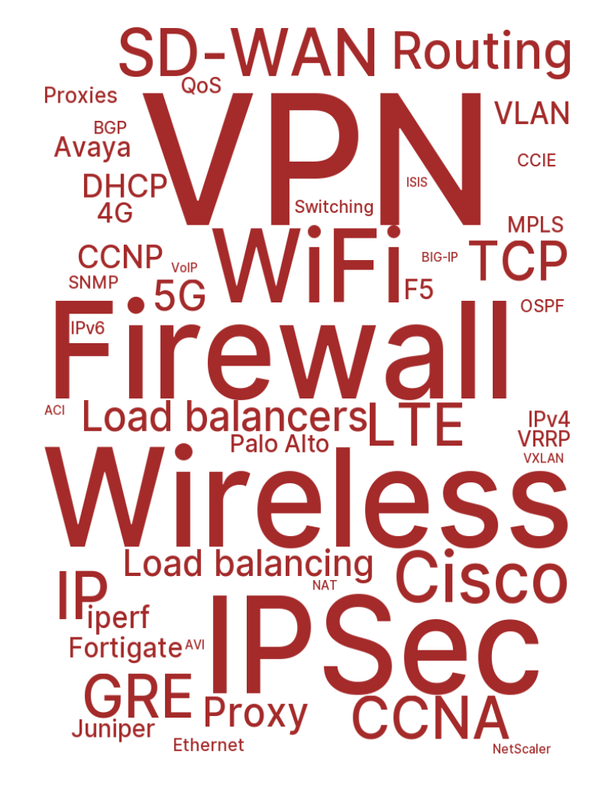 SD-WAN
Routing
QoS
Proxies
VPN
VLAN
BGP
Avaya
CCIE
DHCP
ISIS
4G
Switching
MPLS
WiFi
CCNP
VoIP
BIG-IP
TCP
SNMP
5G
F5
OSPF
IPv6
Firewall
ACI
Load balancers
LTE
IPv4
Palo Alto
VRRP
VXLAN
Wireless
Load balancing
Cisco
NAT
IP
iperf
IPSec
Fortigate
AVI
GRE
Proxy
CCNA
Juniper
Ethernet
NetScaler